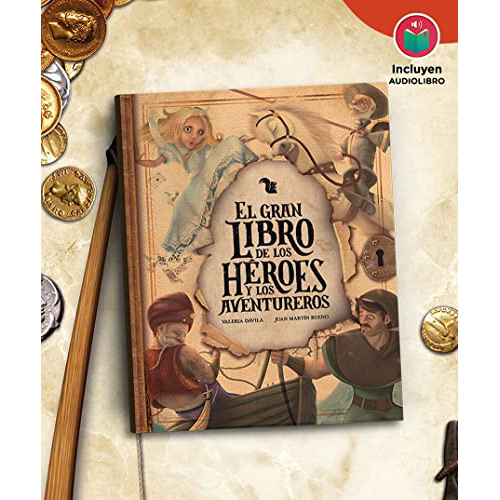 Incluyen
AUDIOLIBRO
EL GRAN
LIBRO
DE LOS
HÉROES
Y LOS
AVENTUREROS
VALERIA DÁVILA JUAN MARTÍN BUENO